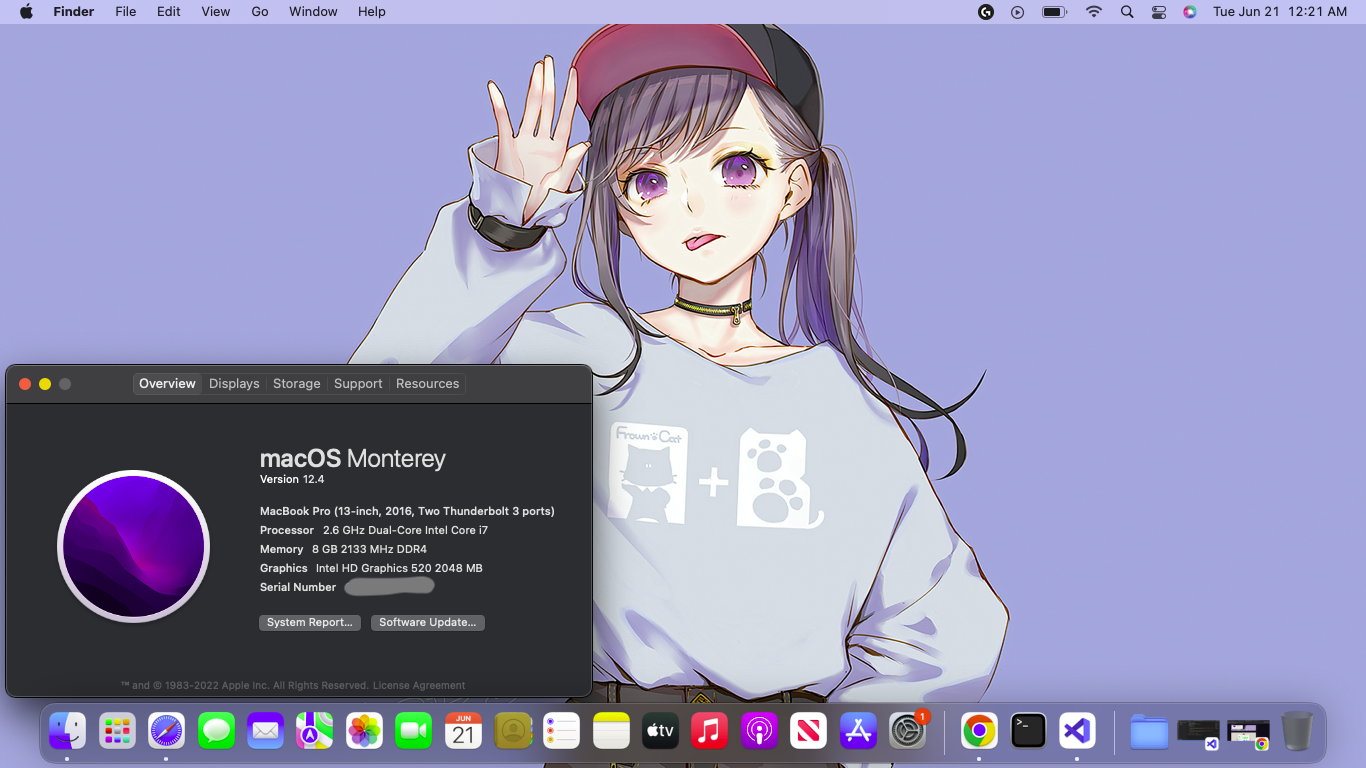 Finder File Edit View Go Window Help Tue Jun 21 12:21 AM
Frown's Cat
+
Overview Displays Storage Support Resources
macOS Monterey
Version 12.4
MacBook Pro (13-inch, 2016, Two Thunderbolt 3 ports)
Processor 2.6 GHz Dual-Core Intel Core i7
Memory 8 GB 2133 MHz DDR4
Graphics Intel HD Graphics 520 2048 MB
Serial Number
System Report... Software Update...
™ and © 1983-2022 Apple Inc. All Rights Reserved. License Agreement
JUN
21
tv
1
>_